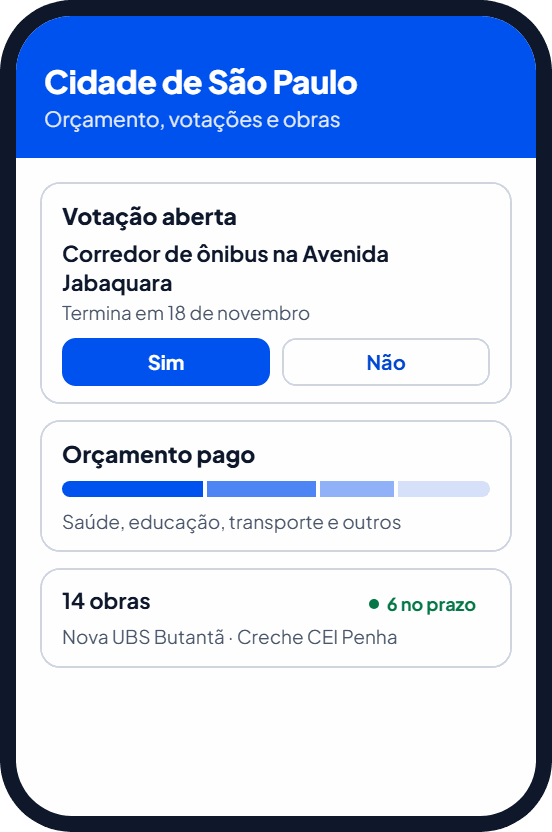 Cidade de São Paulo
Orçamento, votações e obras
Votação aberta
Corredor de ônibus na Avenida
Jabaquara
Termina em 18 de novembro
Sim
Não
Orçamento pago
Saúde, educação, transporte e outros
14 obras
6 no prazo
Nova UBS Butantã · Creche CEI Penha